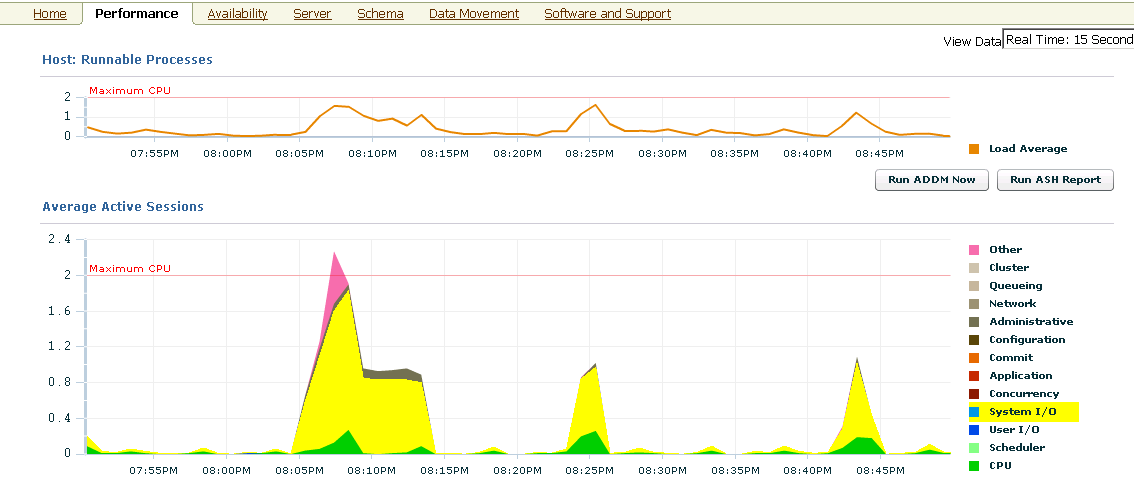 Home Performance Availability Server Schema Data Movement Software and Support
View Data Real Time: 15 Second
Host: Runnable Processes
Maximum CPU
2
1
0
07:55PM 08:00PM 08:05PM 08:10PM 08:15PM 08:20PM 08:25PM 08:30PM 08:35PM 08:40PM 08:45PM
Load Average
Run ADDM Now Run ASH Report
Average Active Sessions
2.4
Maximum CPU
2
1.6
1.2
0.8
0.4
0
07:55PM 08:00PM 08:05PM 08:10PM 08:15PM 08:20PM 08:25PM 08:30PM 08:35PM 08:40PM 08:45PM
Other
Cluster
Queueing
Network
Administrative
Configuration
Commit
Application
Concurrency
System I/O
User I/O
Scheduler
CPU